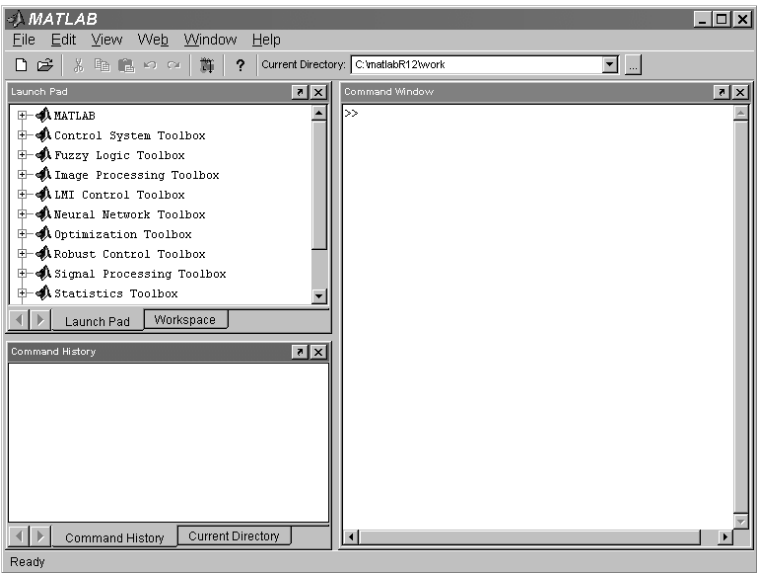 MATLAB
File Edit View Web Window Help
? Current Directory: C:\matlabR12\work ...
Launch Pad
MATLAB
Control System Toolbox
Fuzzy Logic Toolbox
Image Processing Toolbox
LMI Control Toolbox
Neural Network Toolbox
Optimization Toolbox
Robust Control Toolbox
Signal Processing Toolbox
Statistics Toolbox
Launch Pad Workspace
Command History
Command History Current Directory
Command Window
>>
Ready